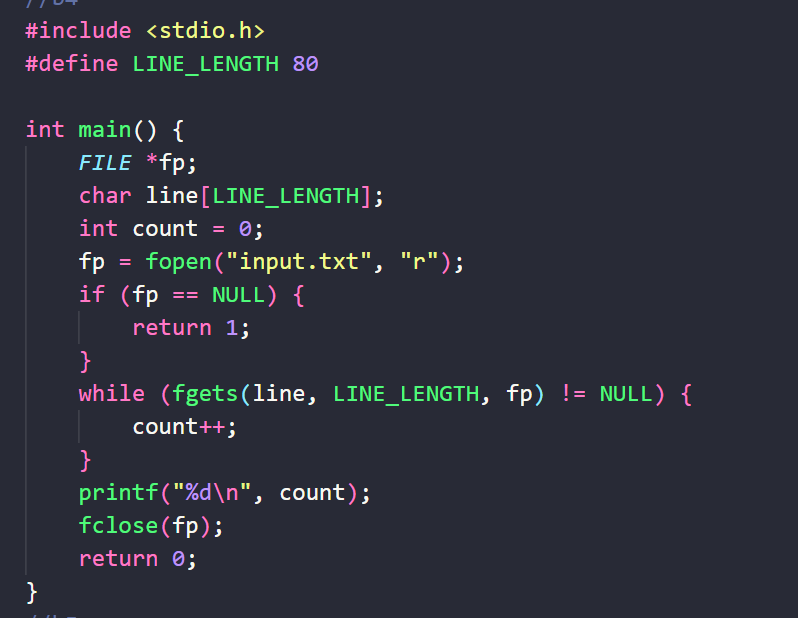 #include <stdio.h>
#define LINE_LENGTH 80

int main() {
    FILE *fp;
    char line[LINE_LENGTH];
    int count = 0;
    fp = fopen("input.txt", "r");
    if (fp == NULL) {
        return 1;
    }
    while (fgets(line, LINE_LENGTH, fp) != NULL) {
        count++;
    }
    printf("%d\n", count);
    fclose(fp);
    return 0;
}